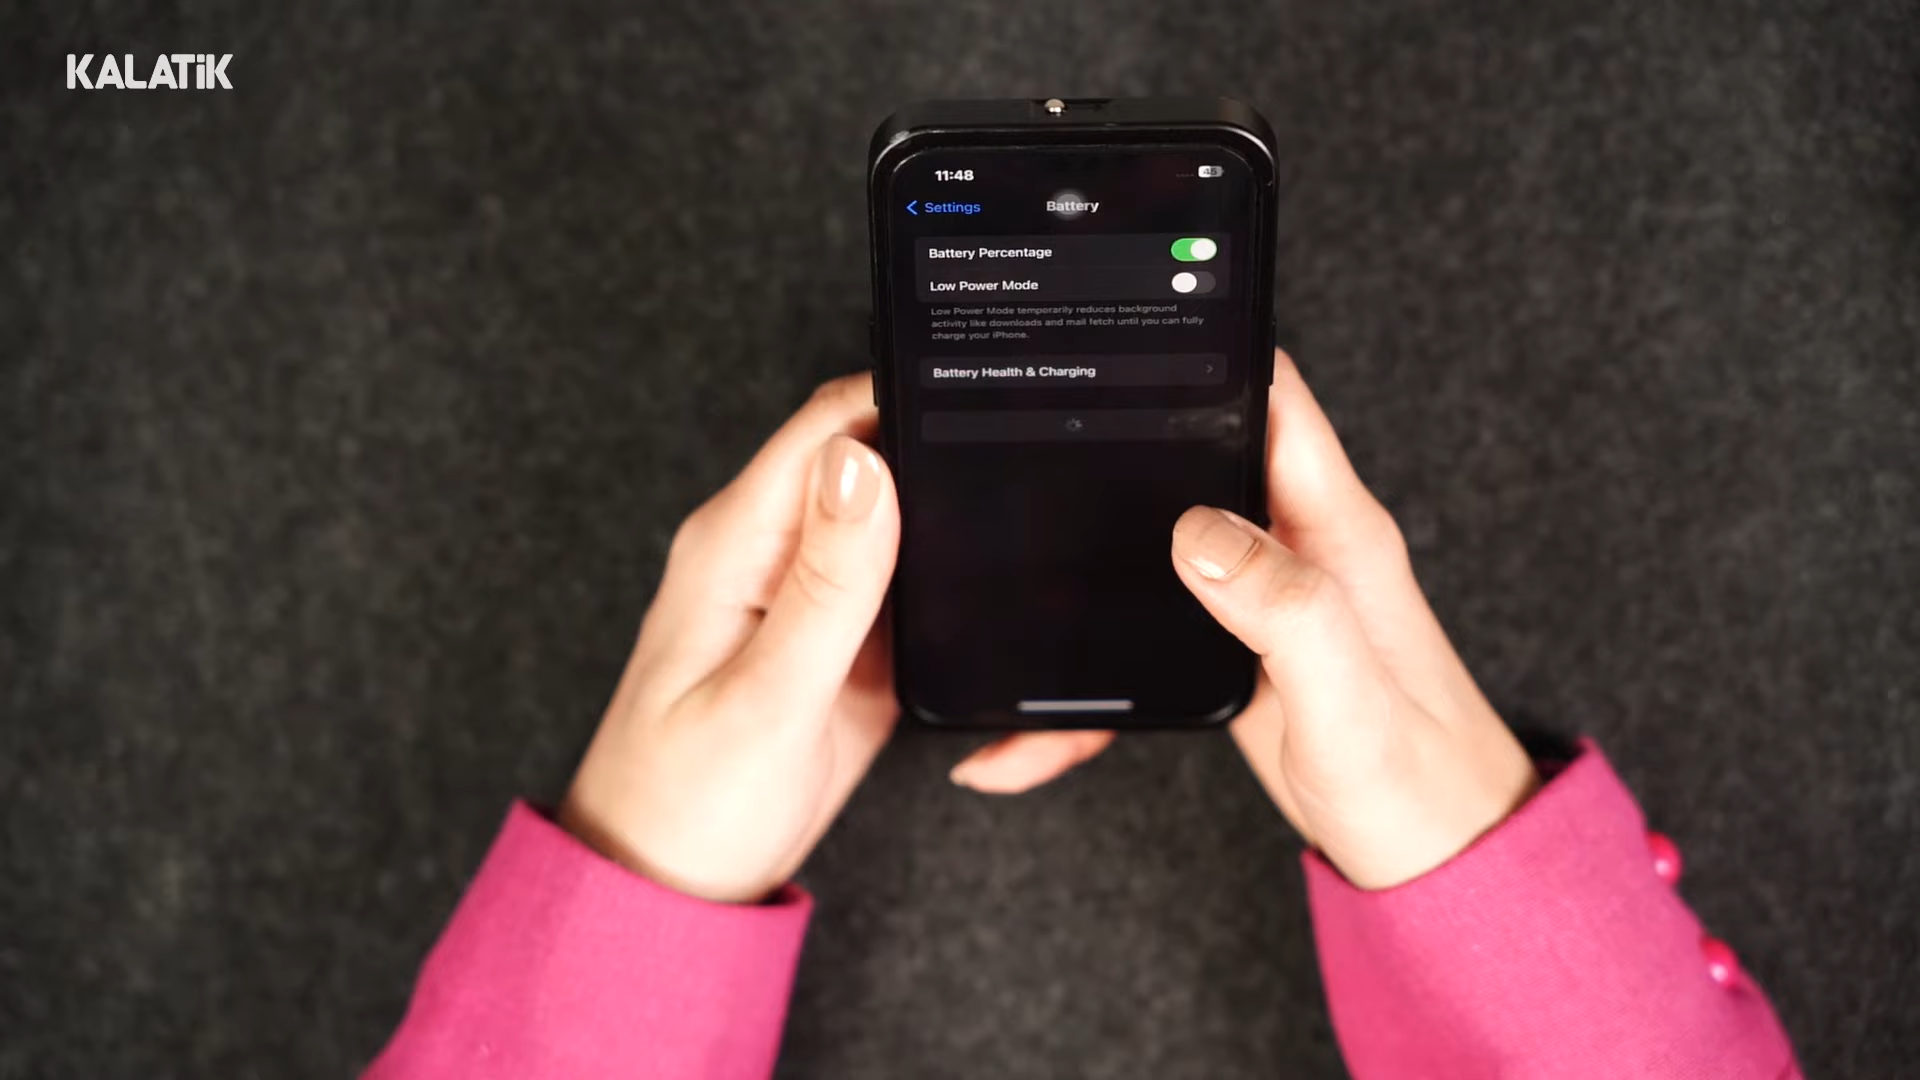 KALATiK
11:48
45
Settings
Battery
Battery Percentage
Low Power Mode
Low Power Mode temporarily reduces background
activity like downloads and mail fetch until you can fully
charge your iPhone.
Battery Health & Charging